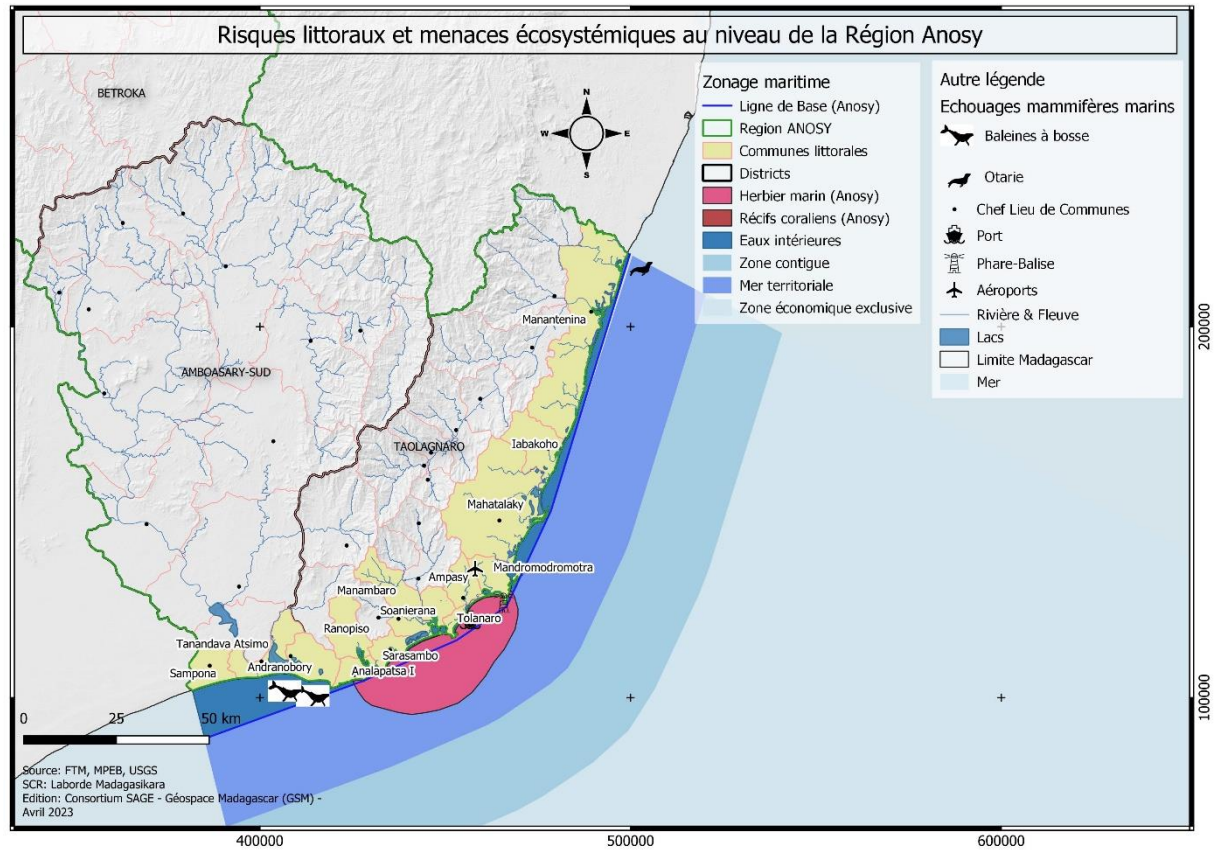 Risques littoraux et menaces écosystémiques au niveau de la Région Anosy
BETROKA
N
W
E
S
Zonage maritime
Ligne de Base (Anosy)
Region ANOSY
Communes littorales
Districts
Herbier marin (Anosy)
Récifs coraliens (Anosy)
Eaux intérieures
Zone contigue
Mer territoriale
Zone économique exclusive
Autre légende
Echouages mammifères marins
Baleines à bosse
Otarie
Chef Lieu de Communes
Port
Phare-Balise
Aéroports
Rivière & Fleuve
Lacs
Limite Madagascar
Mer
Manantenina
AMBOASARY-SUD
TAOLAGNARO
Iabakoho
Mahatalaky
Mandromodromotra
Ampasy
Manambaro
Soanierana
Ranopiso
Tolanaro
Tanandava Atsimo
Sarasambo
Sampona
Andranobory
Analapatsa I
0
25
50 km
Source: FTM, MPEB, USGS
SCR: Laborde Madagasikara
Edition: Consortium SAGE - Géospace Madagascar (GSM) -
Avril 2023
200000
100000
400000
500000
600000